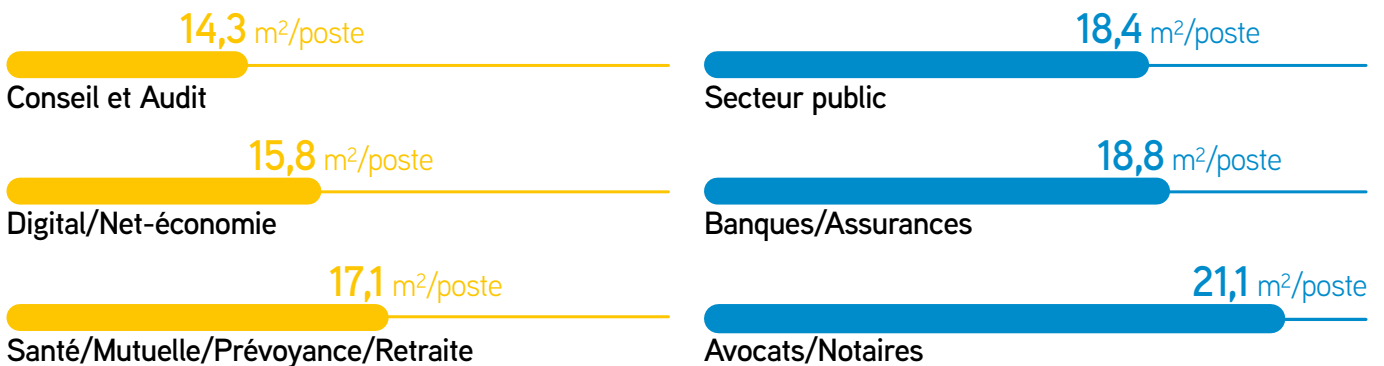 14,3 m²/poste
Conseil et Audit
15,8 m²/poste
Digital/Net-économie
17,1 m²/poste
Santé/Mutuelle/Prévoyance/Retraite
18,4 m²/poste
Secteur public
18,8 m²/poste
Banques/Assurances
21,1 m²/poste
Avocats/Notaires